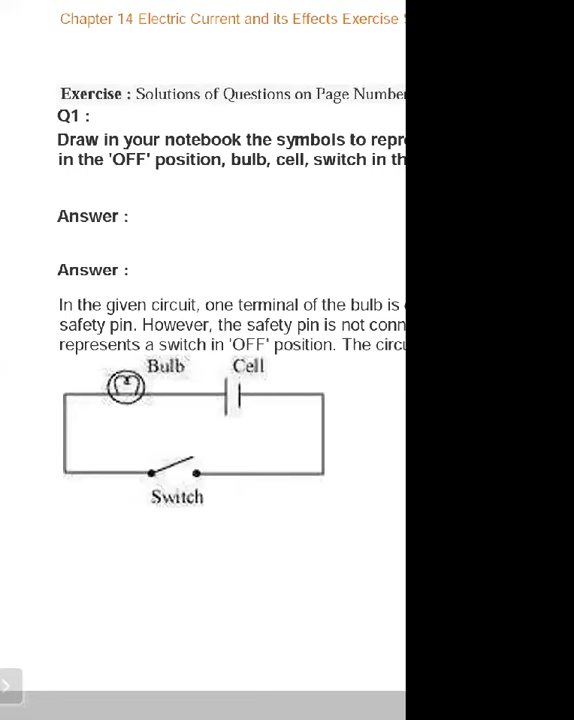 Chapter 14 Electric Current and its Effects Exercise
Exercise : Solutions of Questions on Page Number
Q1 :
Draw in your notebook the symbols to repr
in the 'OFF' position, bulb, cell, switch in th
Answer :
Answer :
In the given circuit, one terminal of the bulb is
safety pin. However, the safety pin is not conn
represents a switch in 'OFF' position. The circu
Bulb Cell
Switch